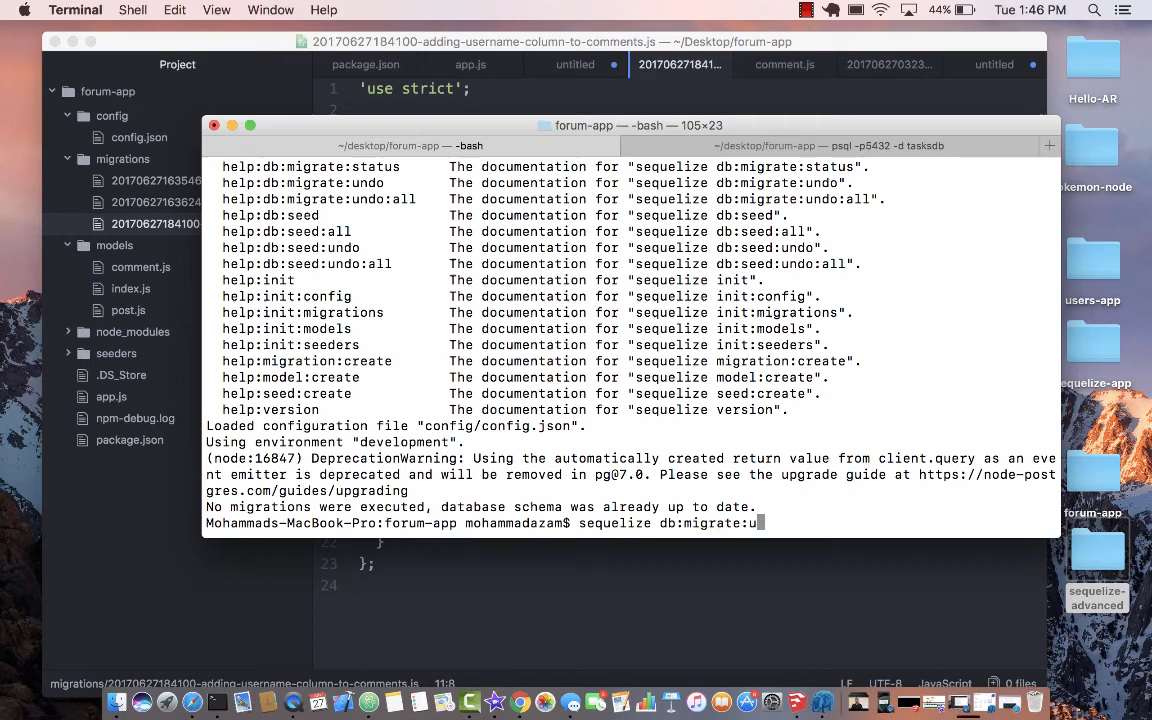 Terminal Shell Edit View Window Help 44% Tue 1:46 PM
20170627184100-adding-username-column-to-comments.js — ~/Desktop/forum-app
Project
package.json app.js untitled 201706271841... comment.js 201706270323... untitled
forum-app
config
config.json
migrations
20170627163546
20170627163624
20170627184100
models
comment.js
index.js
post.js
node_modules
seeders
.DS_Store
app.js
npm-debug.log
package.json
1 'use strict';
2
forum-app — -bash — 105×23
~/desktop/forum-app — -bash ~/desktop/forum-app — psql -p5432 -d tasksdb
help:db:migrate:status The documentation for "sequelize db:migrate:status".
help:db:migrate:undo The documentation for "sequelize db:migrate:undo".
help:db:migrate:undo:all The documentation for "sequelize db:migrate:undo:all".
help:db:seed The documentation for "sequelize db:seed".
help:db:seed:all The documentation for "sequelize db:seed:all".
help:db:seed:undo The documentation for "sequelize db:seed:undo".
help:db:seed:undo:all The documentation for "sequelize db:seed:undo:all".
help:init The documentation for "sequelize init".
help:init:config The documentation for "sequelize init:config".
help:init:migrations The documentation for "sequelize init:migrations".
help:init:models The documentation for "sequelize init:models".
help:init:seeders The documentation for "sequelize init:seeders".
help:migration:create The documentation for "sequelize migration:create".
help:model:create The documentation for "sequelize model:create".
help:seed:create The documentation for "sequelize seed:create".
help:version The documentation for "sequelize version".
Loaded configuration file "config/config.json".
Using environment "development".
(node:16847) DeprecationWarning: Using the automatically created return value from client.query as an eve
nt emitter is deprecated and will be removed in pg@7.0. Please see the upgrade guide at https://node-post
gres.com/guides/upgrading
No migrations were executed, database schema was already up to date.
Mohammads-MacBook-Pro:forum-app mohammadazam$ sequelize db:migrate:u
22 }
23 };
24
migrations/20170627184100-adding-username-column-to-comments.js 11:8 LF UTF-8 JavaScript 0 files
Hello-AR
okemon-node
users-app
equelize-app
forum-app
sequelize-
advanced